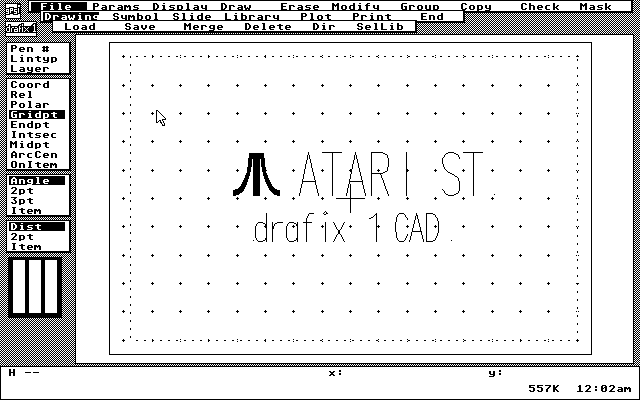 File Params Display Draw Erase Modify Group Copy Check Mask
Drawing Symbol Slide Library Plot Print End
drafix 1
Load Save Merge Delete Dir SelLib
Pen #
Lintyp
Layer
Coord
Rel
Polar
Gridpt
Endpt
Intsec
Midpt
ArcCen
OnItem
Angle
2pt
3pt
Item
Dist
2pt
Item
ATARI ST.
drafix 1 CAD
H -- x: y:
557K 12:02am